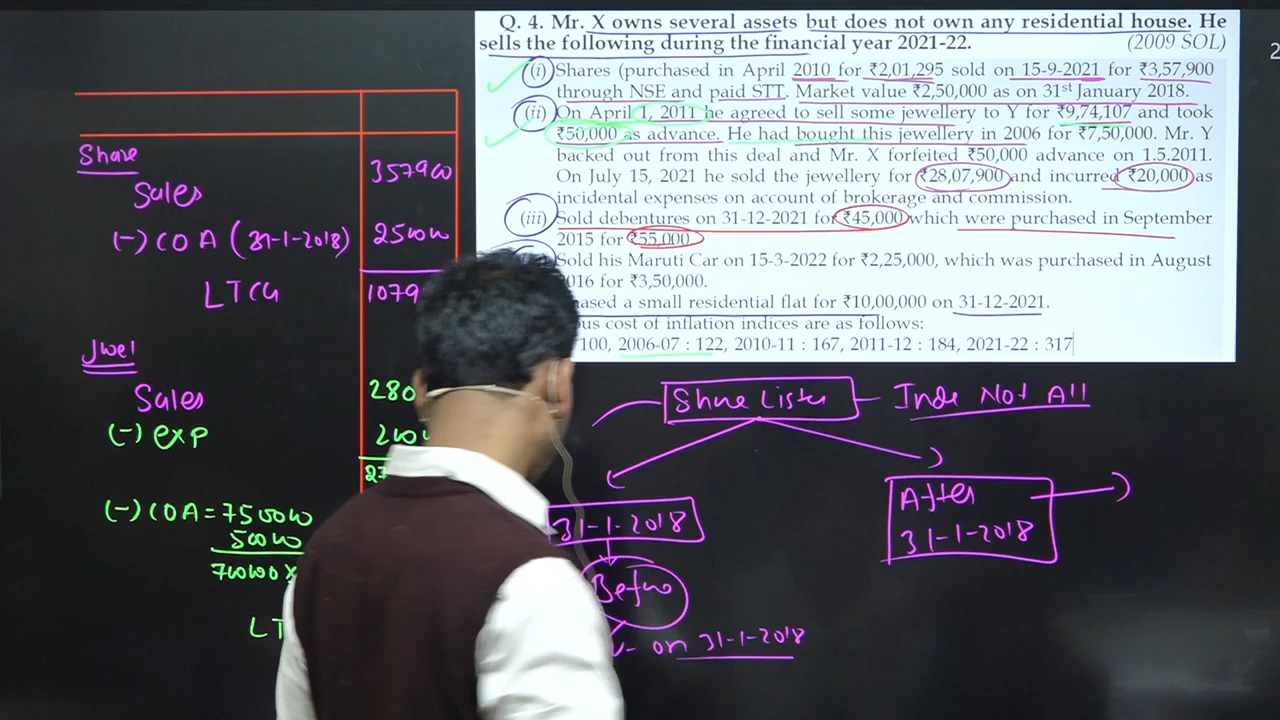 Q. 4. Mr. X owns several assets but does not own any residential house. He
sells the following during the financial year 2021-22. (2009 SOL)
(i) Shares (purchased in April 2010 for ₹2,01,295 sold on 15-9-2021 for ₹3,57,900
through NSE and paid STT. Market value ₹2,50,000 as on 31st January 2018.
(ii) On April 1, 2011 he agreed to sell some jewellery to Y for ₹9,74,107 and took
₹50,000 as advance. He had bought this jewellery in 2006 for ₹7,50,000. Mr. Y
backed out from this deal and Mr. X forfeited ₹50,000 advance on 1.5.2011.
On July 15, 2021 he sold the jewellery for ₹28,07,900 and incurred ₹20,000 as
incidental expenses on account of brokerage and commission.
(iii) Sold debentures on 31-12-2021 for ₹45,000 which were purchased in September
2015 for ₹55,000.
Sold his Maruti Car on 15-3-2022 for ₹2,25,000, which was purchased in August
016 for ₹3,50,000.
ased a small residential flat for ₹10,00,000 on 31-12-2021.
ous cost of inflation indices are as follows:
100, 2006-07 : 122, 2010-11 : 167, 2011-12 : 184, 2021-22 : 317
2
Share
Sales 357900
(-) COA (31-1-2018) 250000
LTCG 1079
Jwel
Sales 280
(-) exp 200
27
(-) COA = 750000
50000
700000 x
LT
Share Listed Inde Not All
31-1-2018
Before
on 31-1-2018
After
31-1-2018